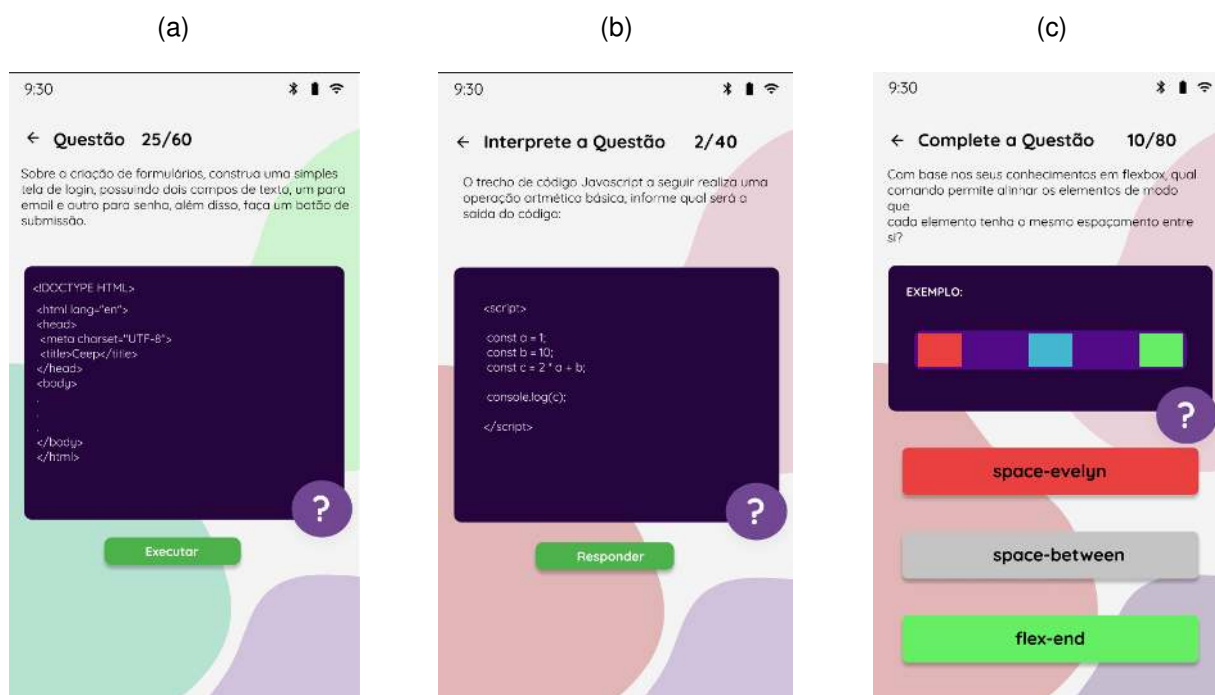 (a)
9:30
← Questão 25/60
Sobre a criação de formulários, construa uma simples
tela de login, possuindo dois campos de texto, um para
email e outro para senha, além disso, faça um botão de
submissão.
<!DOCTYPE HTML>
<html lang="en">
<head>
<meta charset="UTF-8">
<title>Ceep</title>
</head>
<body>
.
.
.
</body>
</html>
?
Executar
(b)
9:30
← Interprete a Questão 2/40
O trecho de código Javascript a seguir realiza uma
operação artmética básica, informe qual será a
saída do código:
<script>
const a = 1;
const b = 10;
const c = 2 * a + b;
console.log(c);
</script>
?
Responder
(c)
9:30
← Complete a Questão 10/80
Com base nos seus conhecimentos em flexbox, qual
comando permite alinhar os elementos de modo
que
cada elemento tenha o mesmo espaçamento entre
si?
EXEMPLO:
?
space-evelyn
space-between
flex-end